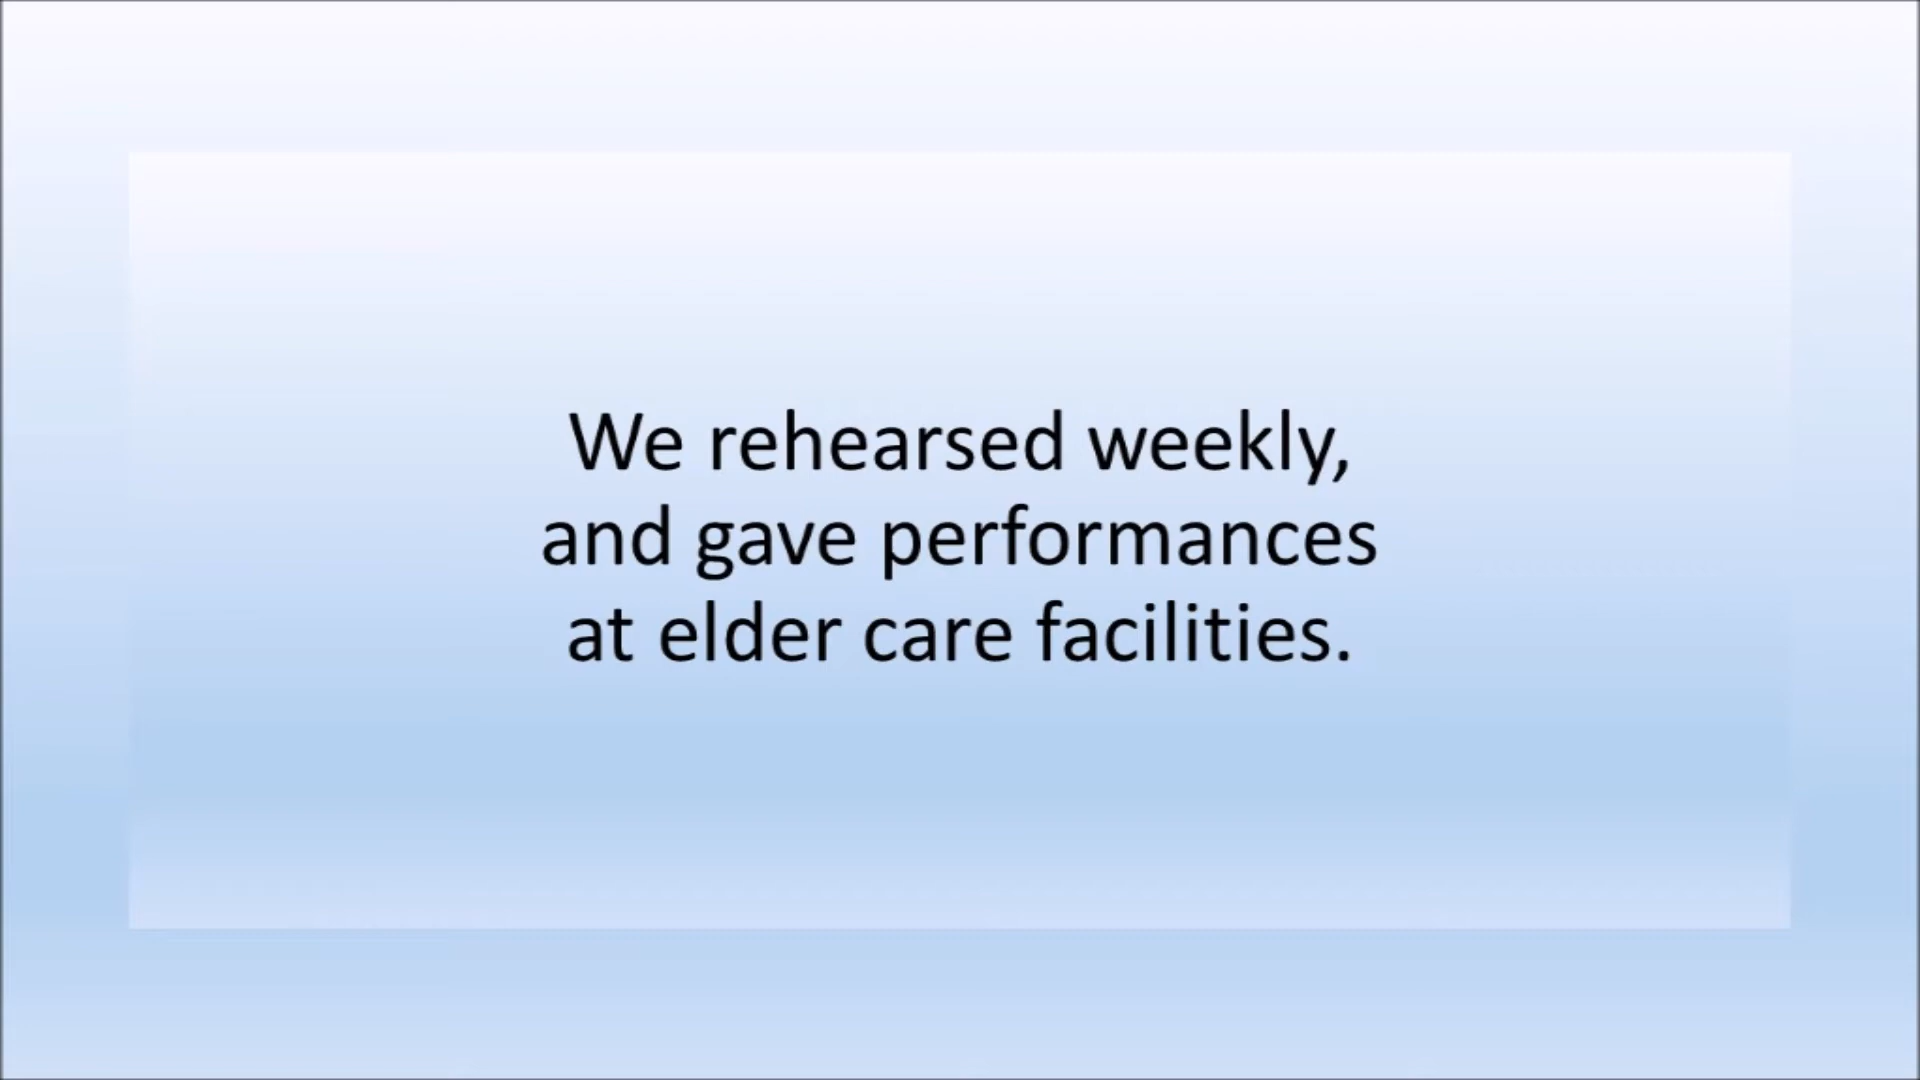 We rehearsed weekly,
and gave performances
at elder care facilities.